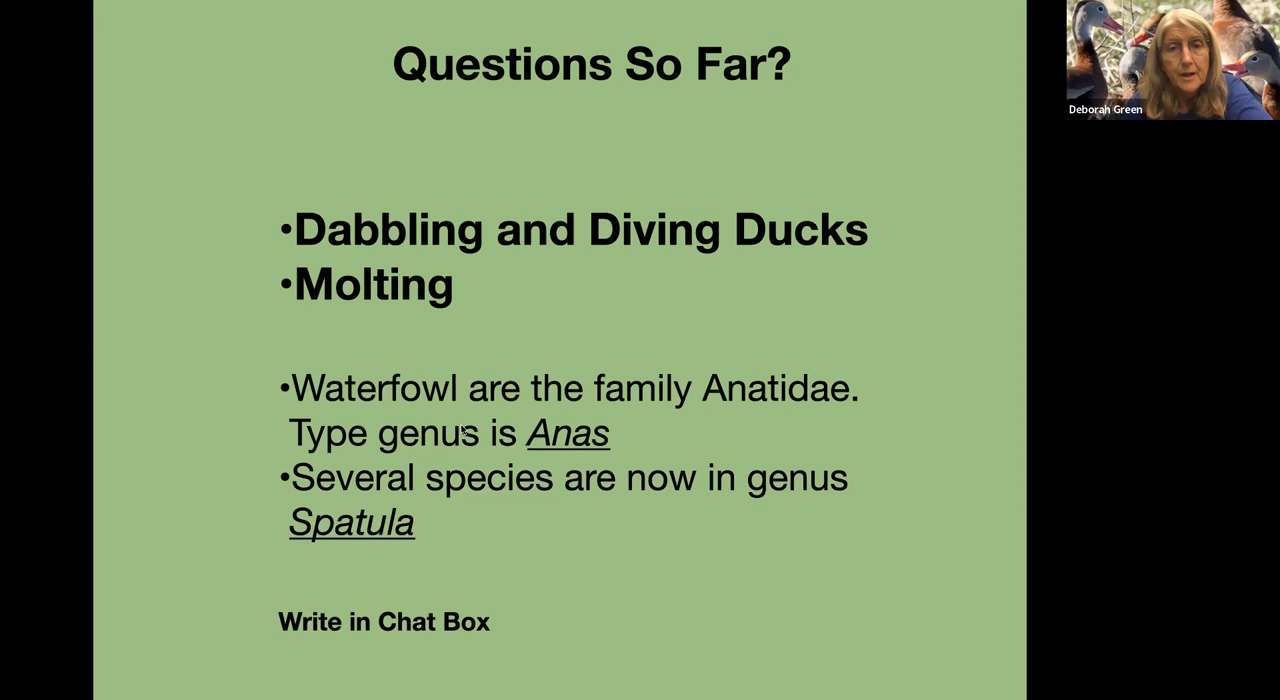 Questions So Far?
Deborah Green
•Dabbling and Diving Ducks
•Molting
•Waterfowl are the family Anatidae.
Type genus is Anas
•Several species are now in genus
Spatula
Write in Chat Box